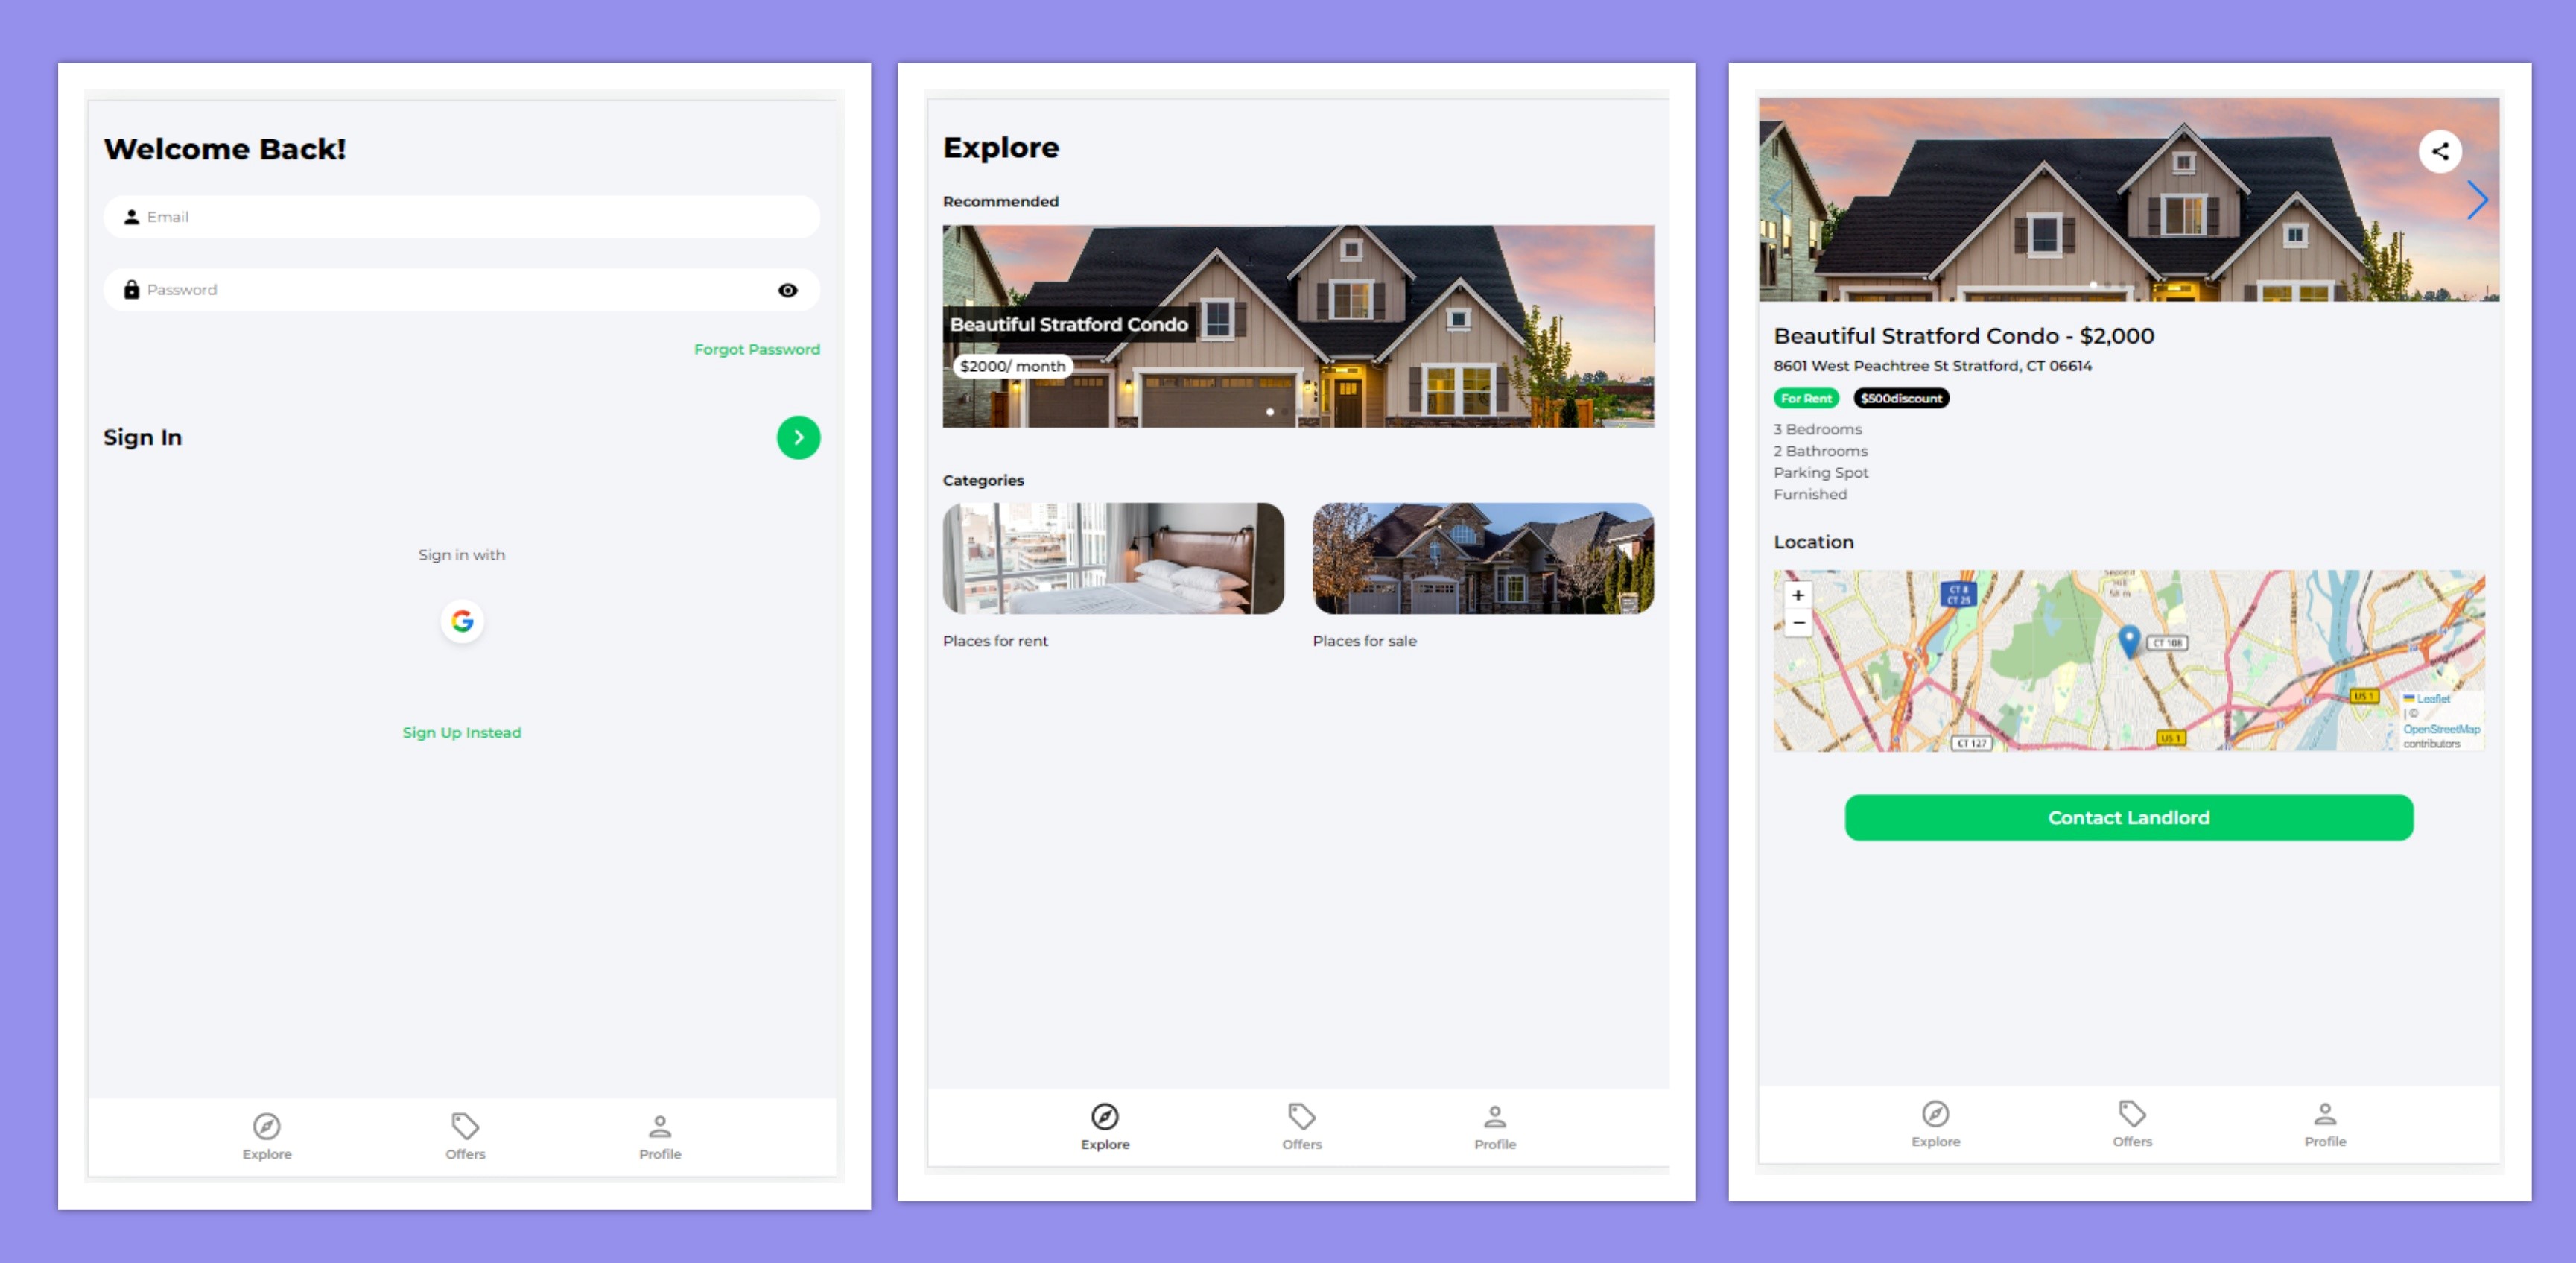 Welcome Back!
Email
Password
Forgot Password
Sign In
Sign in with
G
Sign Up Instead
Explore
Offers
Profile
Explore
Recommended
Beautiful Stratford Condo
$2000/ month
Categories
Places for rent
Places for sale
Explore
Offers
Profile
Beautiful Stratford Condo - $2,000
8601 West Peachtree St Stratford, CT 06614
For Rent
$500discount
3 Bedrooms
2 Bathrooms
Parking Spot
Furnished
Location
+
−
CT 8
CT 25
CT 108
US 1
US 1
CT 127
Leaflet
| ©
OpenStreetMap
contributors
Contact Landlord
Explore
Offers
Profile